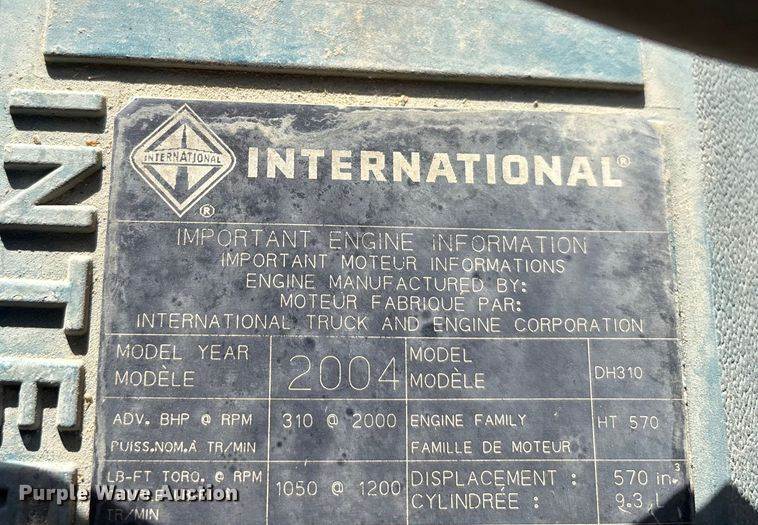 INTE
INTERNATIONAL
®
INTERNATIONAL®
IMPORTANT ENGINE INFORMATION
IMPORTANT MOTEUR INFORMATIONS
ENGINE MANUFACTURED BY:
MOTEUR FABRIQUE PAR:
INTERNATIONAL TRUCK AND ENGINE CORPORATION
MODEL YEAR
MODÈLE
2004
MODEL
MODÈLE
DH310
ADV. BHP @ RPM
PUISS.NOM.À TR/MIN
310 @ 2000
ENGINE FAMILY
FAMILLE DE MOTEUR
HT 570
LB-FT TORQ. @ RPM
TR/MIN
1050 @ 1200
DISPLACEMENT :
CYLINDRÉE :
570 in.³
9.3,L
Purple Wave Auction